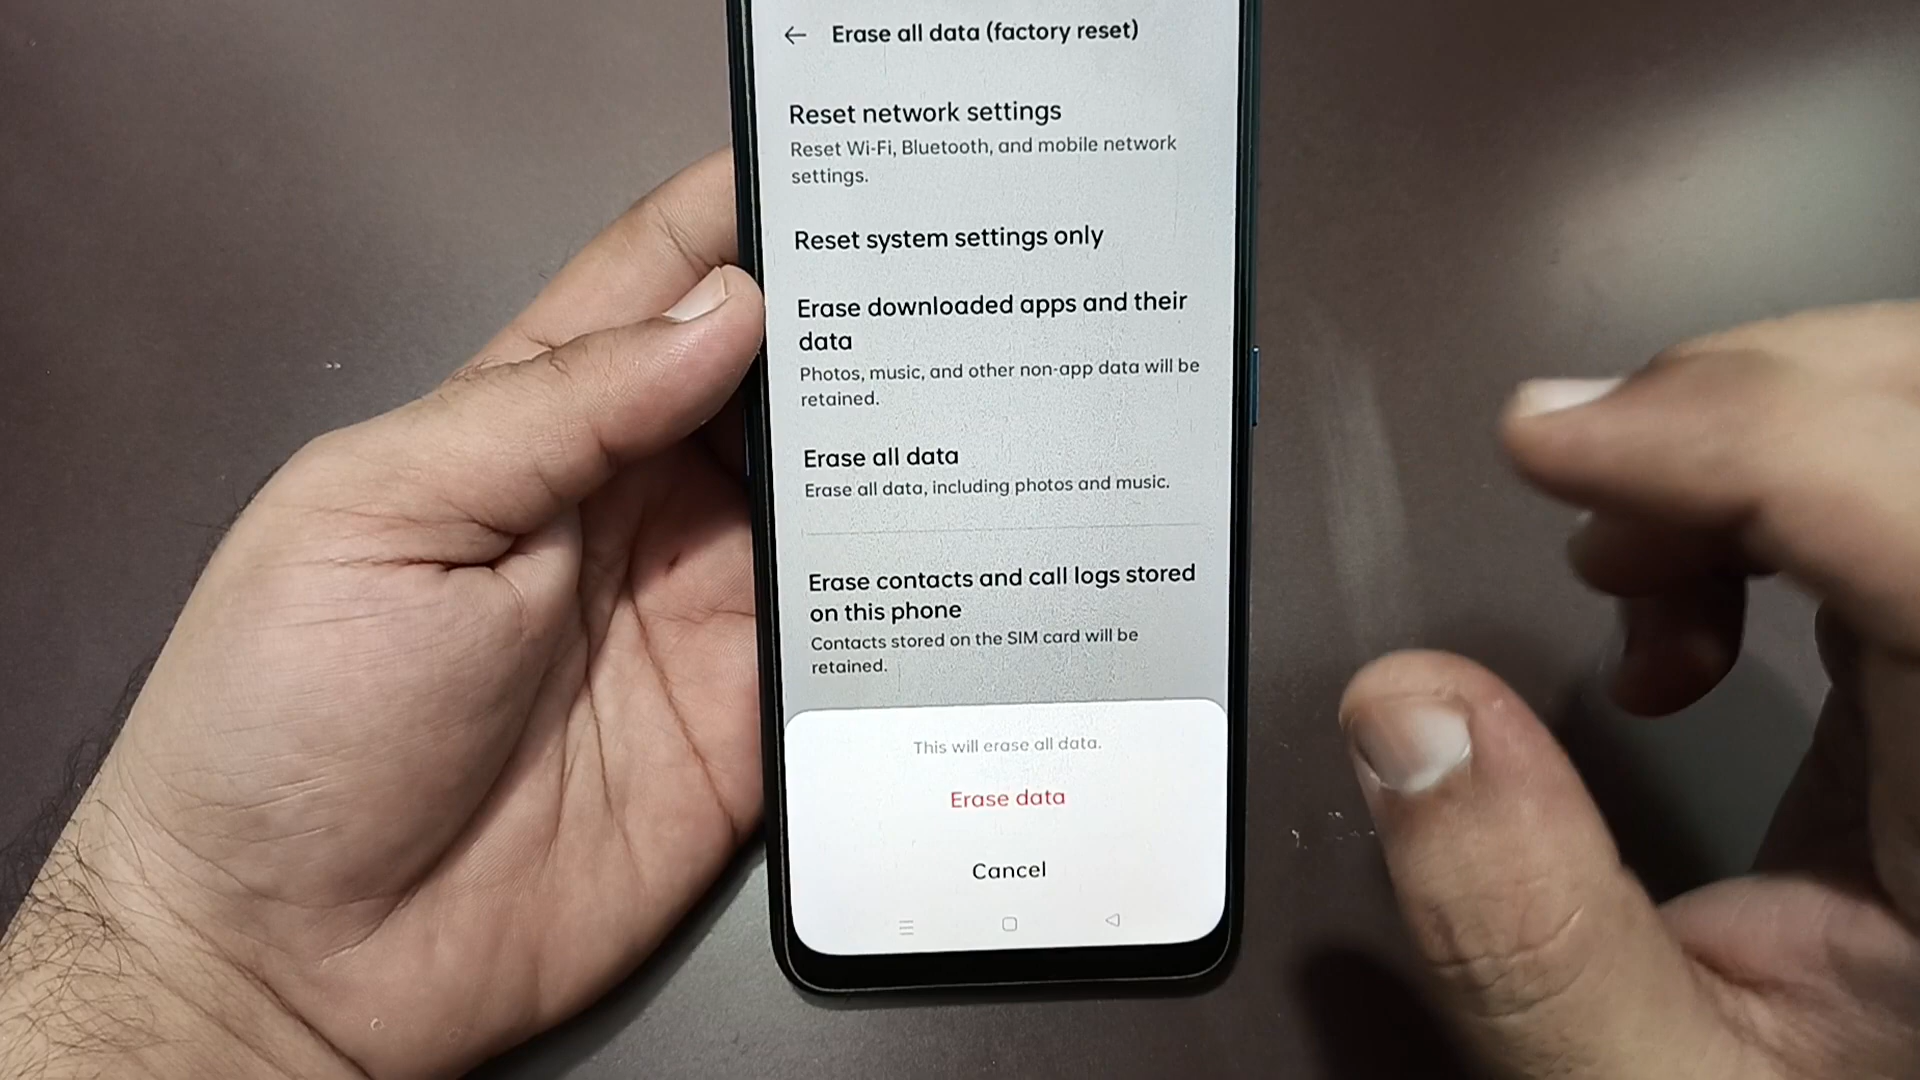 Erase all data (factory reset)
Reset network settings
Reset Wi-Fi, Bluetooth, and mobile network
settings.
Reset system settings only
Erase downloaded apps and their
data
Photos, music, and other non-app data will be
retained.
Erase all data
Erase all data, including photos and music.
Erase contacts and call logs stored
on this phone
Contacts stored on the SIM card will be
retained.
This will erase all data.
Erase data
Cancel